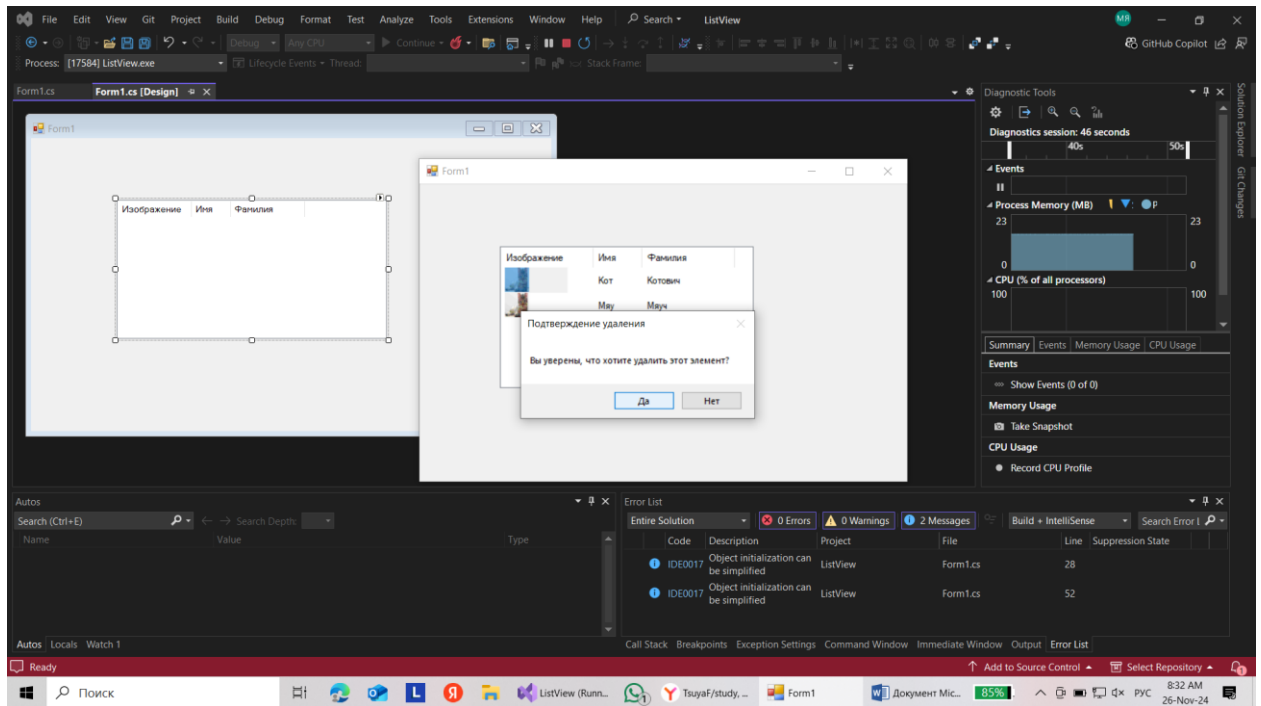 File Edit View Git Project Build Debug Format Test Analyze Tools Extensions Window Help Search ListView МЯ
Debug Any CPU Continue GitHub Copilot
Process: [17584] ListView.exe Lifecycle Events Thread: Stack Frame:
Form1.cs Form1.cs [Design]
Form1
Изображение Имя Фамилия
Form1
Изображение Имя Фамилия
Кот Котович
Мяу Мяуч
Подтверждение удаления
Вы уверены, что хотите удалить этот элемент?
Да Нет
Diagnostic Tools
Diagnostics session: 46 seconds
40s 50s
Events
Process Memory (MB) P
23 23
0 0
CPU (% of all processors)
100 100
Summary Events Memory Usage CPU Usage
Events
Show Events (0 of 0)
Memory Usage
Take Snapshot
CPU Usage
Record CPU Profile
Solution Explorer
Git Changes
Autos
Search (Ctrl+E) Search Depth:
Name Value Type
Autos Locals Watch 1
Error List
Entire Solution 0 Errors 0 Warnings 2 Messages Build + IntelliSense Search Error L
Code Description Project File Line Suppression State
IDE0017 Object initialization can be simplified ListView Form1.cs 28
IDE0017 Object initialization can be simplified ListView Form1.cs 52
Call Stack Breakpoints Exception Settings Command Window Immediate Window Output Error List
Ready Add to Source Control Select Repository
Поиск L Я ListView (Runn... 1 TsuyaF/study, ... Form1 Документ Mic... 85% РУС 8:32 AM
26-Nov-24